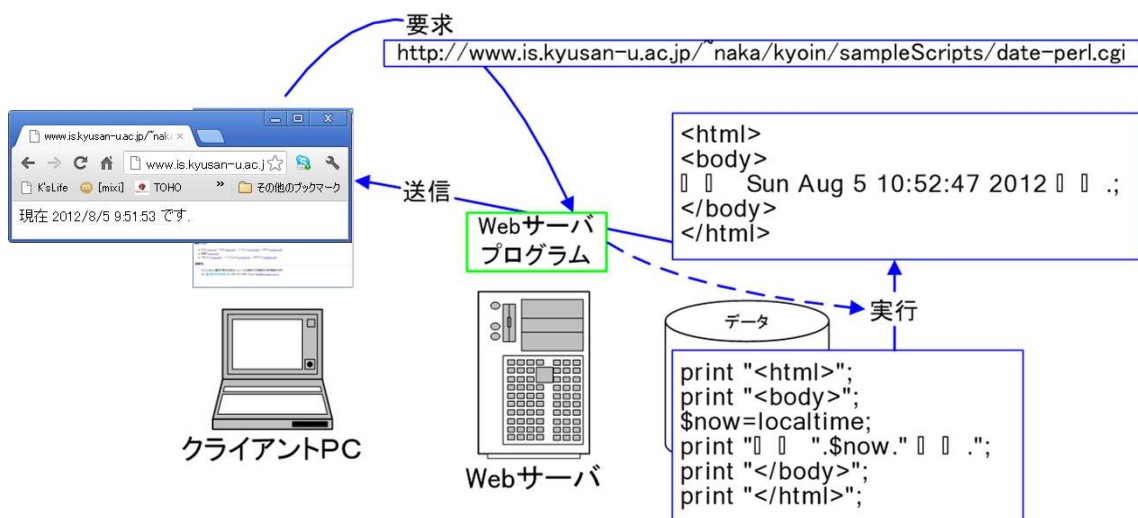 要求
http://www.is.kyusan-u.ac.jp/~naka/kyoin/sampleScripts/date-perl.cgi
www.is.kyusan-u.ac.jp/~nak
www.is.kyusan-u.ac.j
K'sLife [mixi] TOHO » その他のブックマーク
現在 2012/8/5 9:51:53 です.
送信
Webサーバ
プログラム
<html>
<body>
▯ ▯ Sun Aug 5 10:52:47 2012 ▯ ▯ .;
</body>
</html>
実行
データ
print "<html>";
print "<body>";
$now=localtime;
print "▯ ▯ ".$now." ▯ ▯ .";
print "</body>";
print "</html>";
クライアントPC
Webサーバ